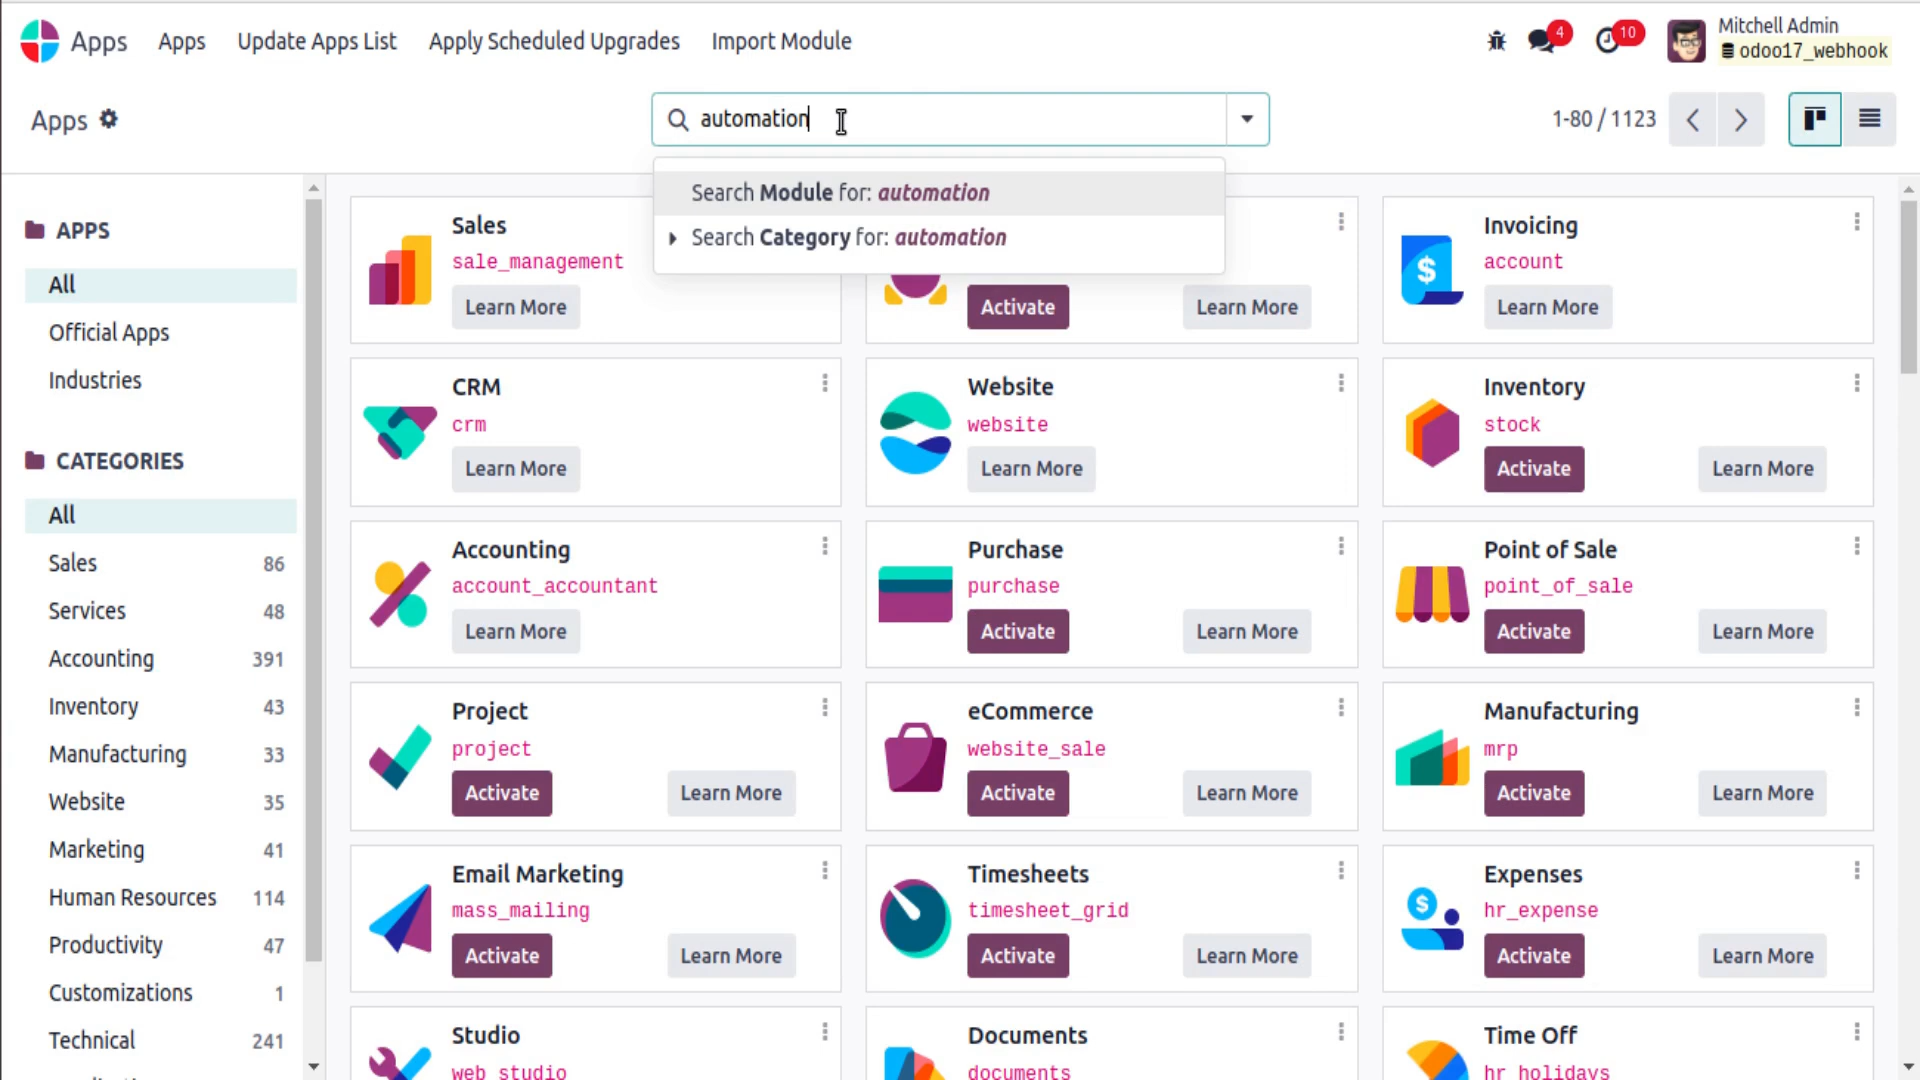 Apps Apps Update Apps List Apply Scheduled Upgrades Import Module 4 10 Mitchell Admin
odoo17_webhook
Apps automation 1-80 / 1123
Search Module for: automation
Search Category for: automation
APPS
All
Official Apps
Industries
CATEGORIES
All
Sales 86
Services 48
Accounting 391
Inventory 43
Manufacturing 33
Website 35
Marketing 41
Human Resources 114
Productivity 47
Customizations 1
Technical 241
Sales
sale_management
Learn More
Activate Learn More
Invoicing
account
Learn More
CRM
crm
Learn More
Website
website
Learn More
Inventory
stock
Activate Learn More
Accounting
account_accountant
Learn More
Purchase
purchase
Activate Learn More
Point of Sale
point_of_sale
Activate Learn More
Project
project
Activate Learn More
eCommerce
website_sale
Activate Learn More
Manufacturing
mrp
Activate Learn More
Email Marketing
mass_mailing
Activate Learn More
Timesheets
timesheet_grid
Activate Learn More
Expenses
hr_expense
Activate Learn More
Studio
web_studio
Documents
documents
Time Off
hr_holidays